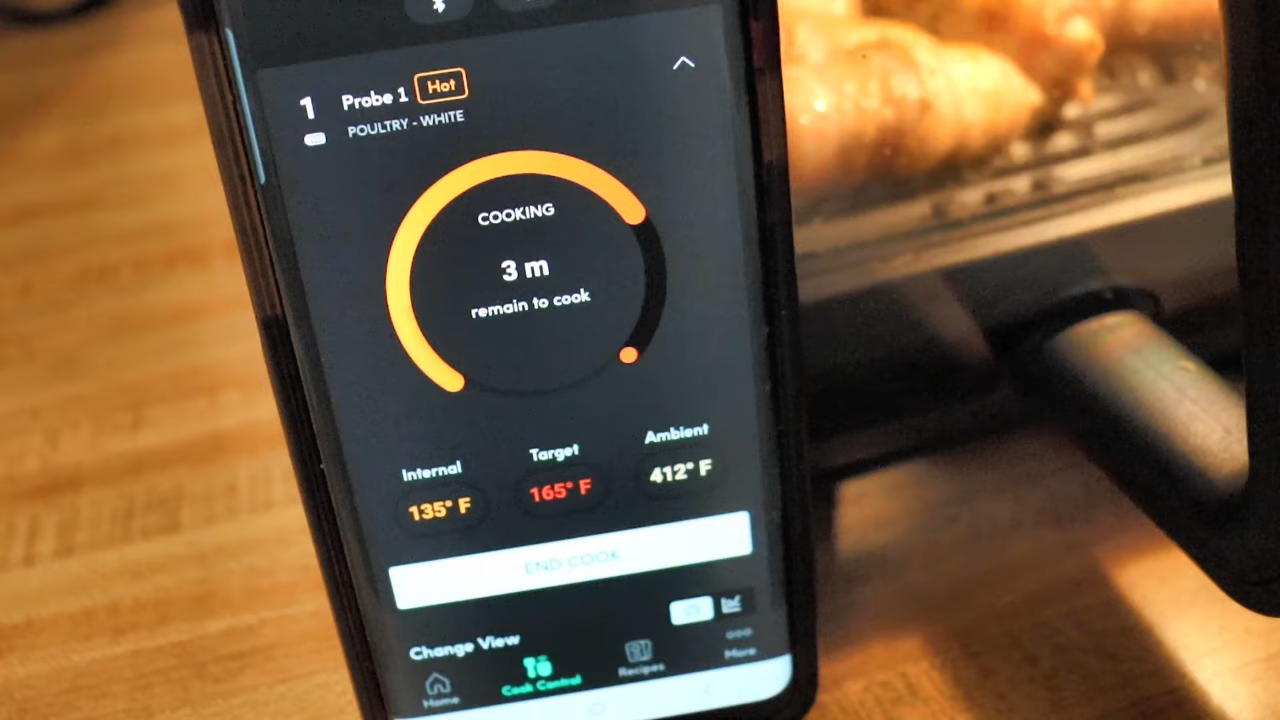 1 Probe 1 Hot
POULTRY - WHITE
COOKING
3 m
remain to cook
Internal Target Ambient
135° F 165° F 412° F
END COOK
Change View
Home Cook Control Recipes More